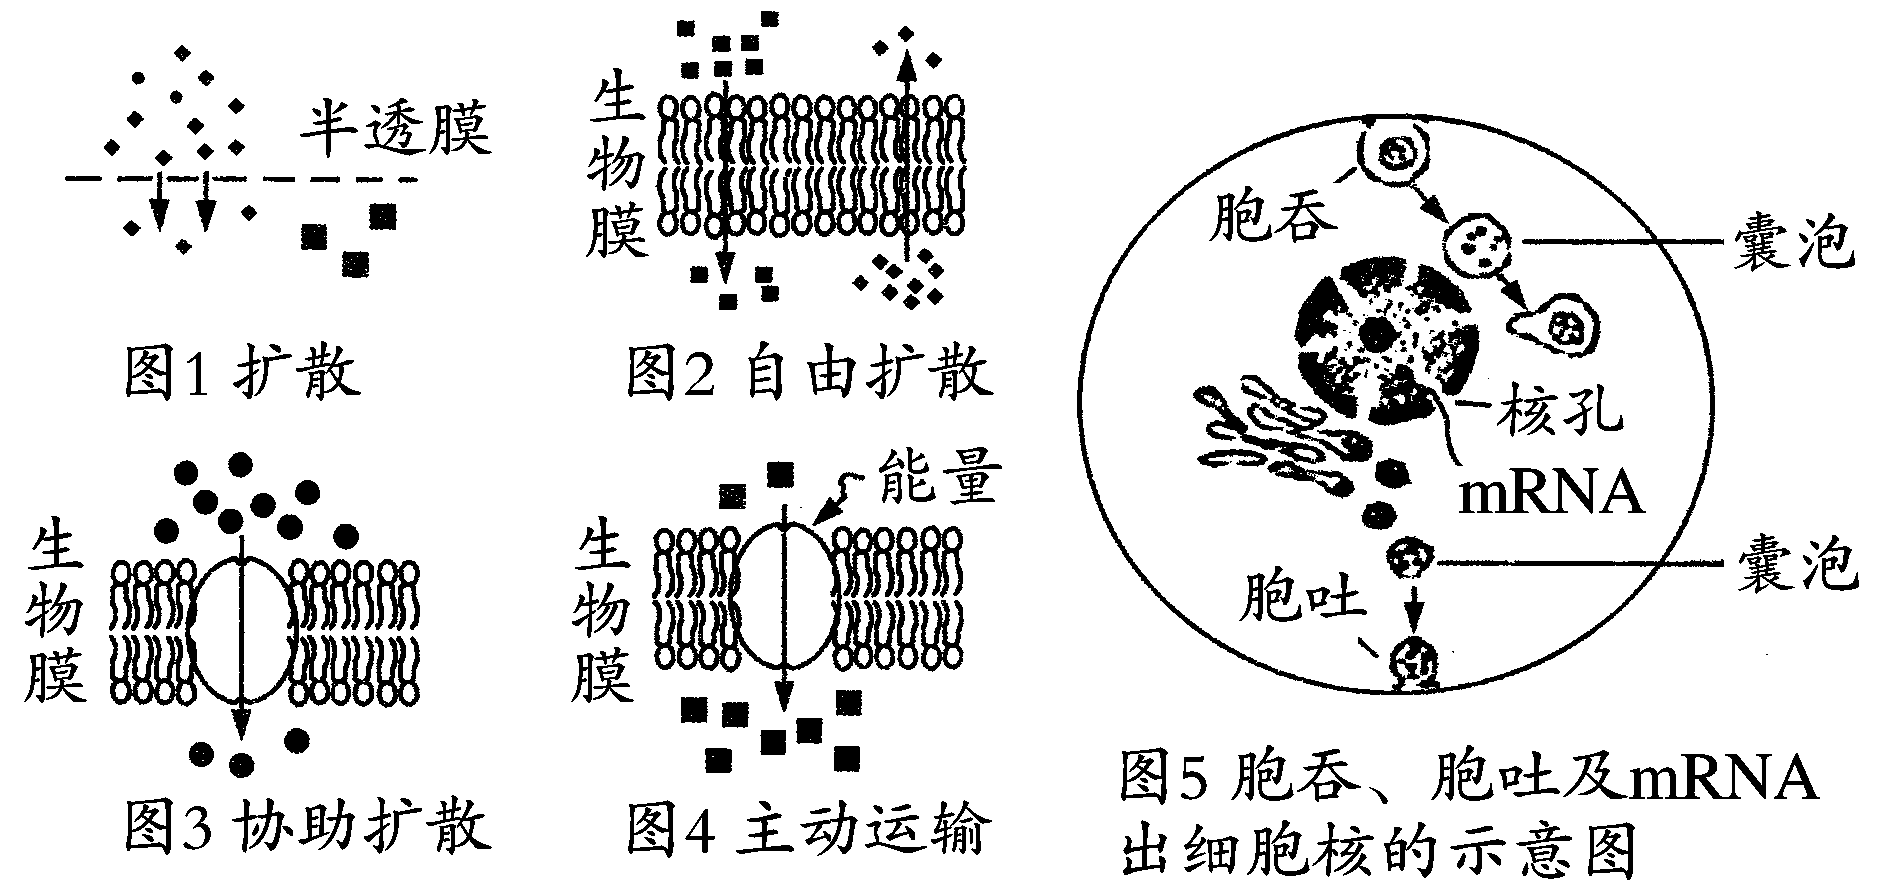 半透膜
图1 扩散
生物膜
图2 自由扩散
生物膜
图3 协助扩散
能量
生物膜
图4 主动运输
胞吞
囊泡
核孔
mRNA
囊泡
胞吐
图5 胞吞、胞吐及mRNA
出细胞核的示意图